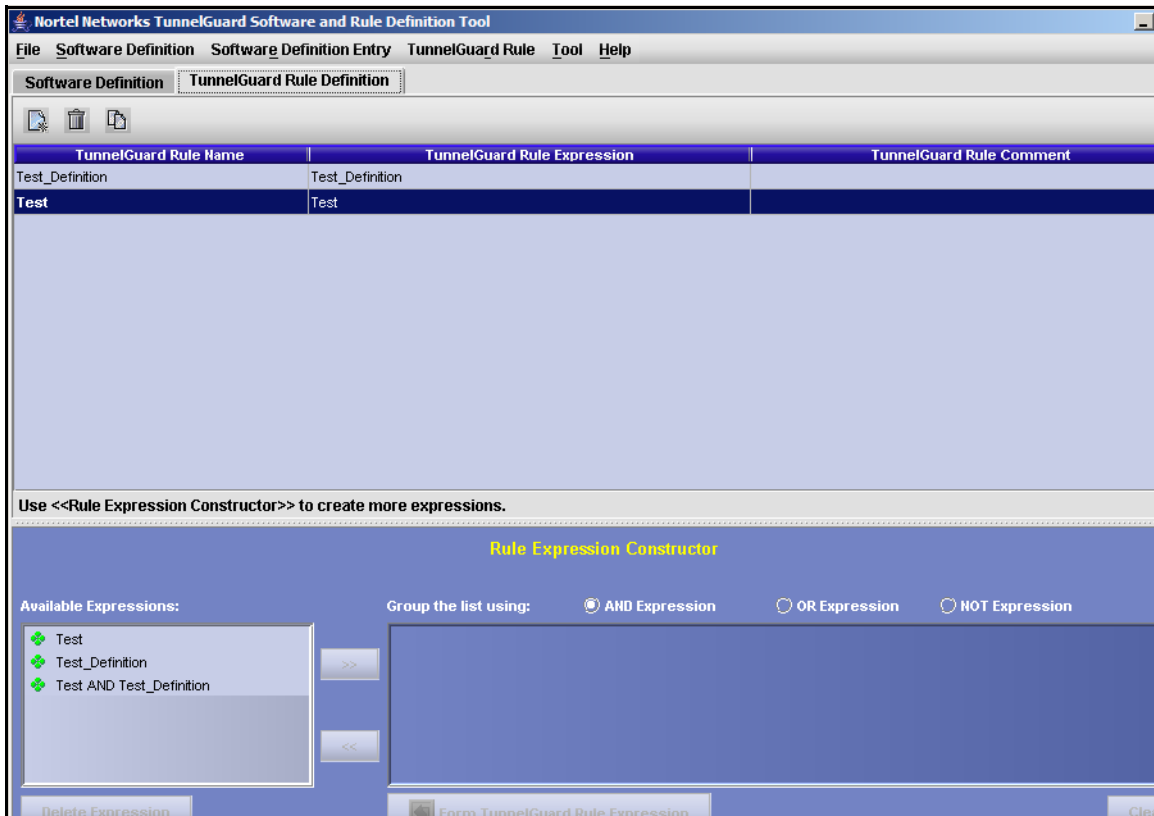 Nortel Networks TunnelGuard Software and Rule Definition Tool
File Software Definition Software Definition Entry TunnelGuard Rule Tool Help
Software Definition TunnelGuard Rule Definition
TunnelGuard Rule Name TunnelGuard Rule Expression TunnelGuard Rule Comment
Test_Definition Test_Definition
Test Test
Use <<Rule Expression Constructor>> to create more expressions.
Rule Expression Constructor
Available Expressions: Group the list using: AND Expression OR Expression NOT Expression
Test
Test_Definition
Test AND Test_Definition
>>
<<
Delete Expression Form TunnelGuard Rule Expression